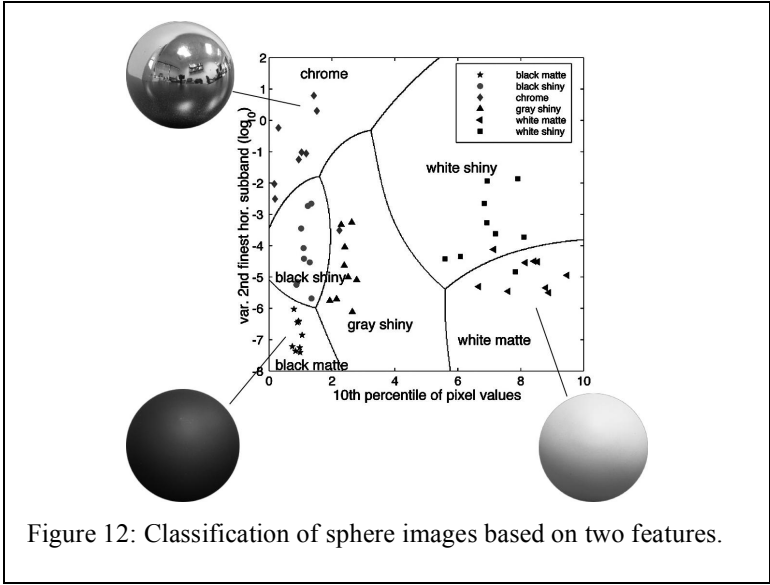 2
1
0
-1
-2
-3
-4
-5
-6
-7
-8
var. 2nd finest hor. subband (log10)
chrome
black matte
black shiny
chrome
gray shiny
white matte
white shiny
white shiny
black shiny
gray shiny
white matte
black matte
0 2 4 6 8 10
10th percentile of pixel values
Figure 12: Classification of sphere images based on two features.